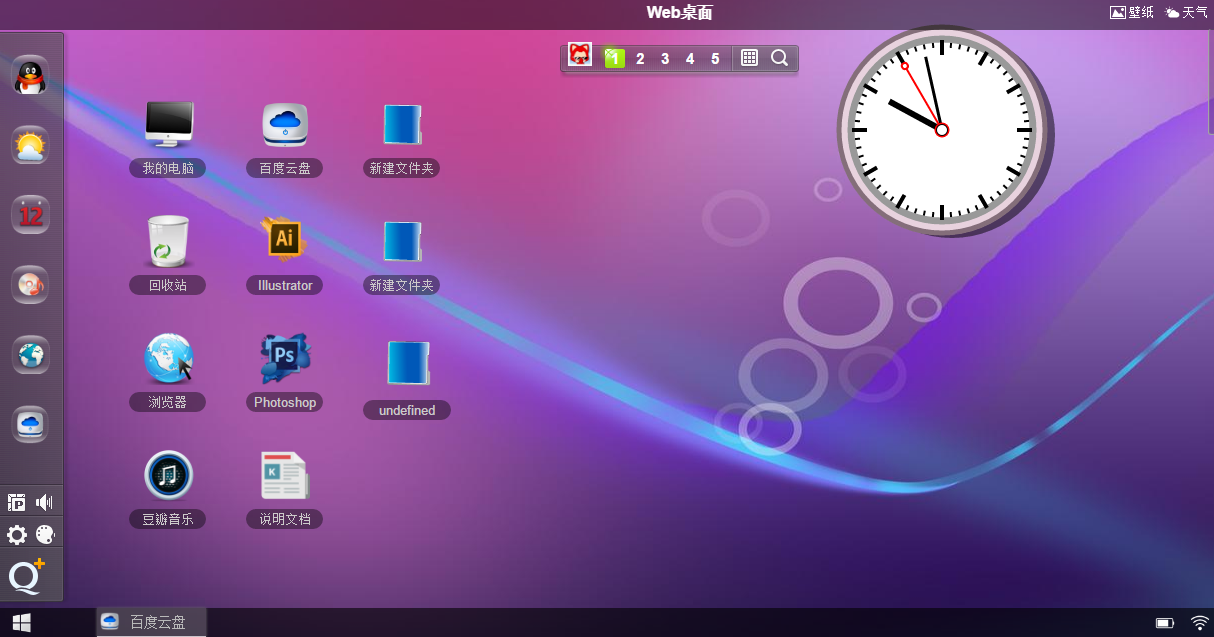 Web桌面
壁纸
天气
1 2 3 4 5
12
我的电脑
百度云盘
新建文件夹
回收站
Ai
Illustrator
新建文件夹
浏览器
Ps
Photoshop
undefined
豆瓣音乐
K
说明文档
P
Q+
百度云盘